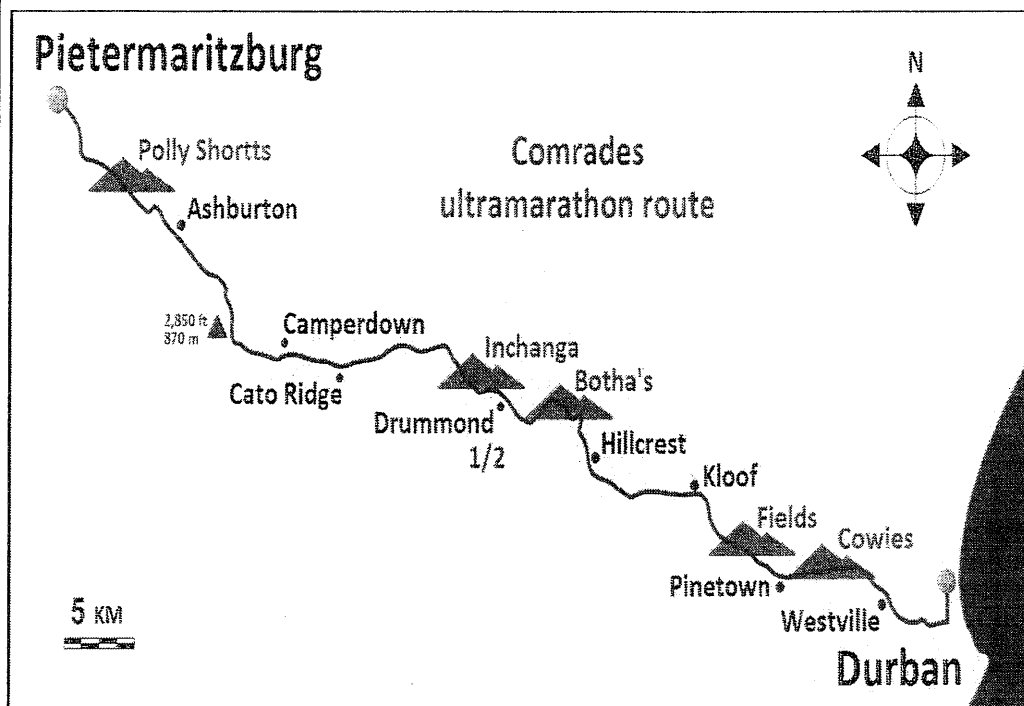 Pietermaritzburg
N
Polly Shortts
Comrades
ultramarathon route
Ashburton
2,850 ft
870 m
Camperdown
Inchanga
Cato Ridge
Botha's
Drummond
1/2
Hillcrest
Kloof
Fields
Cowies
Pinetown
5 KM
Westville
Durban